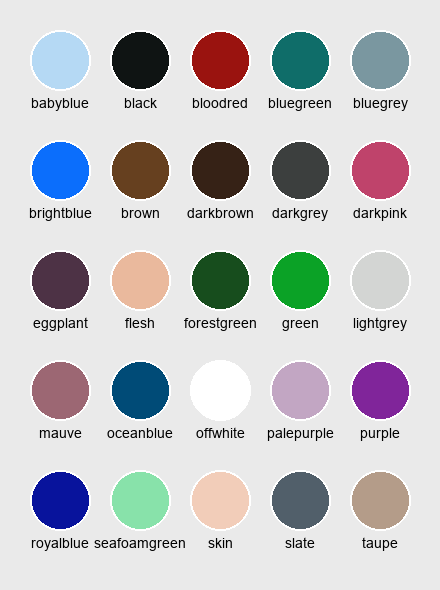 babyblue black bloodred bluegreen bluegrey
brightblue brown darkbrown darkgrey darkpink
eggplant flesh forestgreen green lightgrey
mauve oceanblue offwhite palepurple purple
royalblue seafoamgreen skin slate taupe